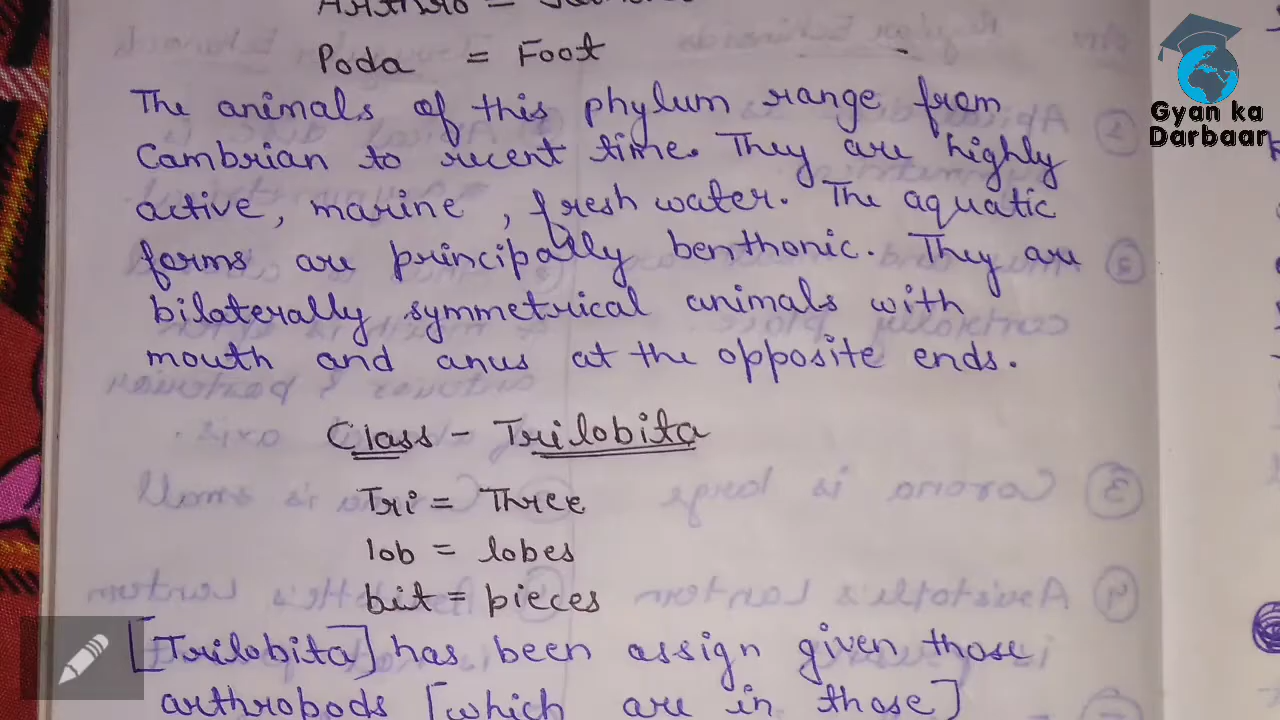 Poda = Foot
The animals of this phylum range from
Cambrian to recent time. They are highly
active, marine, fresh water. The aquatic
forms are principally benthonic. They are
bilaterally symmetrical animals with
mouth and anus at the opposite ends.
Class - Trilobita
Tri = Three
lob = lobes
bit = pieces
[Trilobita] has been assign given those
arthropods [which are in those]
Gyan ka
Darbaar